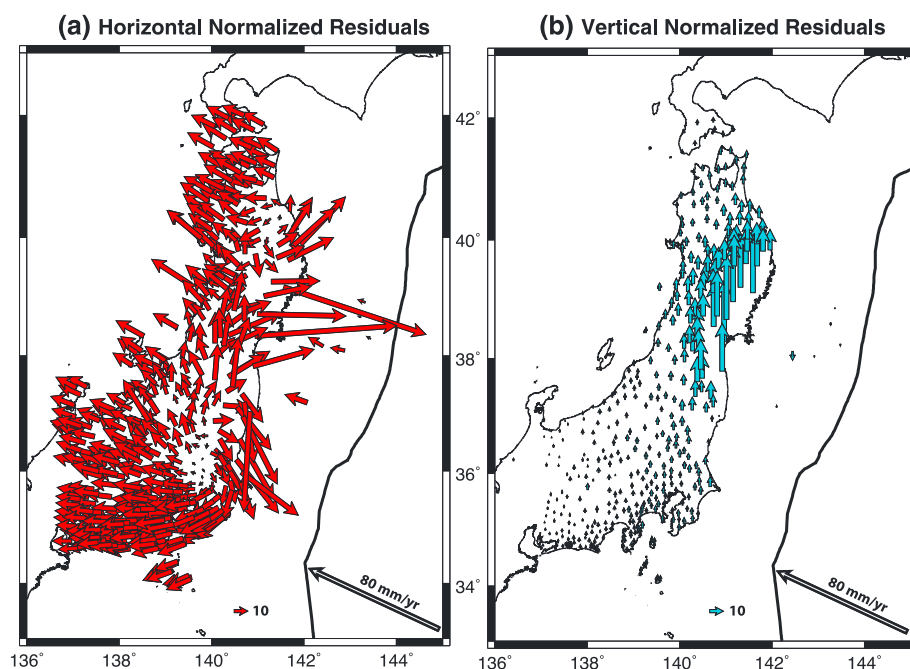 (a) Horizontal Normalized Residuals
(b) Vertical Normalized Residuals
42°
40°
38°
36°
34°
80 mm/yr
80 mm/yr
10
10
136° 138° 140° 142° 144°
136° 138° 140° 142° 144°